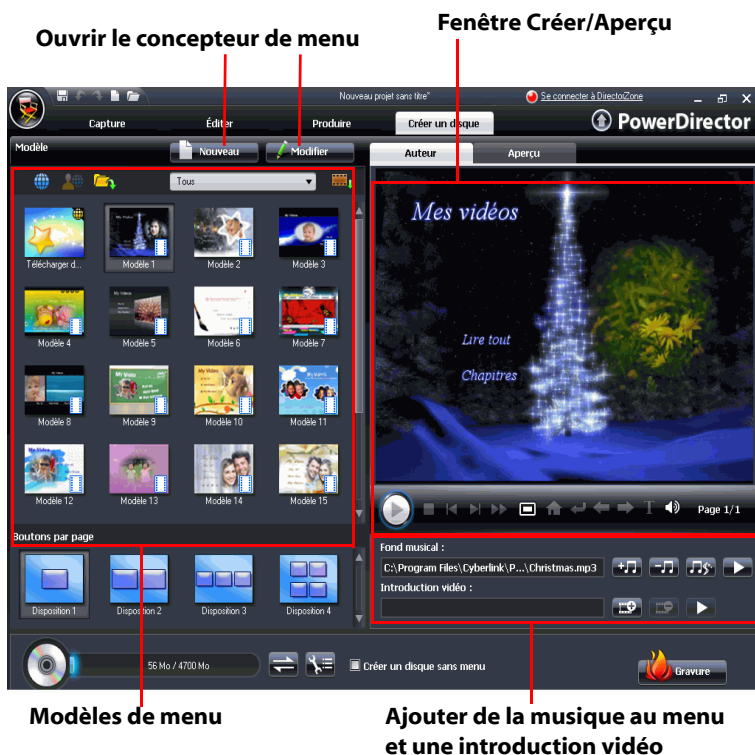 Ouvrir le concepteur de menu
Fenêtre Créer/Aperçu
Nouveau projet sans titre*
Se connecter à DirectorZone
Capture
Éditer
Produire
Créer un disque
PowerDirector
Modèle
Nouveau
Modifier
Auteur
Aperçu
Tous
Télécharger d...
Modèle 1
Modèle 2
Modèle 3
Modèle 4
Modèle 5
Modèle 6
Modèle 7
Modèle 8
Modèle 9
Modèle 10
Modèle 11
Modèle 12
Modèle 13
Modèle 14
Modèle 15
Mes vidéos
Lire tout
Chapitres
Page 1/1
Boutons par page
Disposition 1
Disposition 2
Disposition 3
Disposition 4
Fond musical :
C:\Program Files\Cyberlink\P...\Christmas.mp3
Introduction vidéo :
56 Mo / 4700 Mo
Créer un disque sans menu
Gravure
Modèles de menu
Ajouter de la musique au menu
et une introduction vidéo